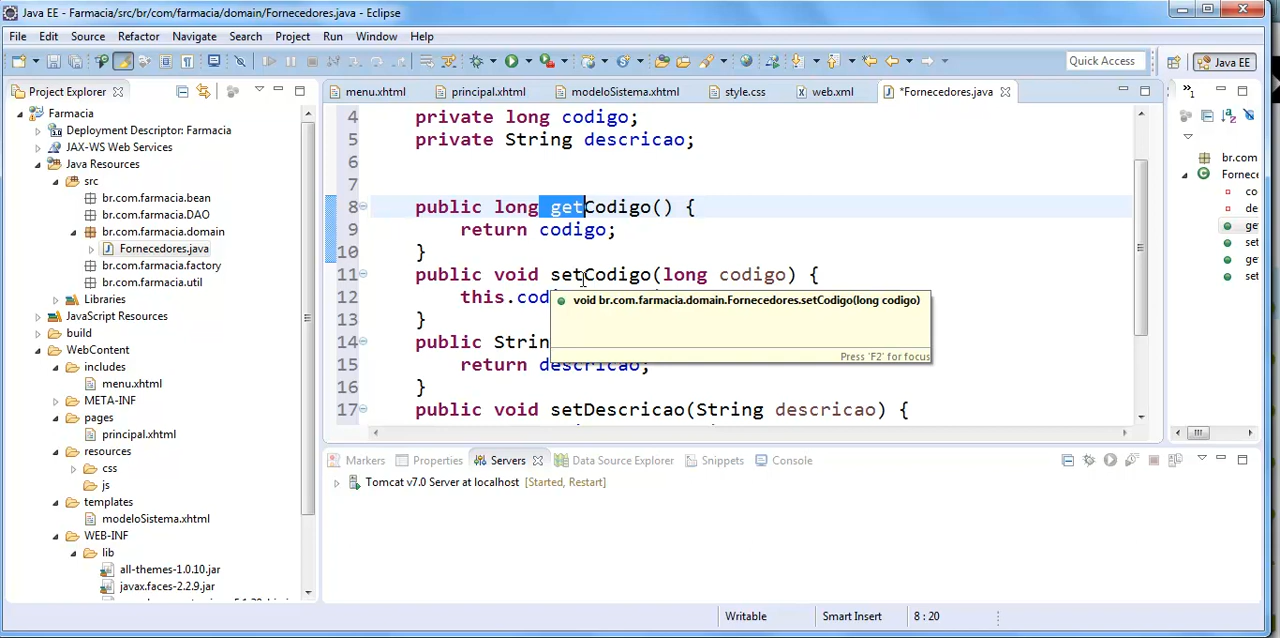 Java EE - Farmacia/src/br/com/farmacia/domain/Fornecedores.java - Eclipse
File Edit Source Refactor Navigate Search Project Run Window Help
Quick Access
Java EE
Project Explorer
menu.xhtml principal.xhtml modeloSistema.xhtml style.css web.xml *Fornecedores.java
Farmacia
Deployment Descriptor: Farmacia
JAX-WS Web Services
Java Resources
src
br.com.farmacia.bean
br.com.farmacia.DAO
br.com.farmacia.domain
Fornecedores.java
br.com.farmacia.factory
br.com.farmacia.util
Libraries
JavaScript Resources
build
WebContent
includes
menu.xhtml
META-INF
pages
principal.xhtml
resources
css
js
templates
modeloSistema.xhtml
WEB-INF
lib
all-themes-1.0.10.jar
javax.faces-2.2.9.jar
4 private long codigo;
5 private String descricao;
6
7
8 public long getCodigo() {
9 return codigo;
10 }
11 public void setCodigo(long codigo) {
12 this.codi
13 }
14 public Strin
15 return descricao;
16 }
17 public void setDescricao(String descricao) {
void br.com.farmacia.domain.Fornecedores.setCodigo(long codigo)
Press 'F2' for focus
br.com
Fornece
co
de
ge
set
ge
set
Markers Properties Servers Data Source Explorer Snippets Console
Tomcat v7.0 Server at localhost [Started, Restart]
Writable Smart Insert 8 : 20